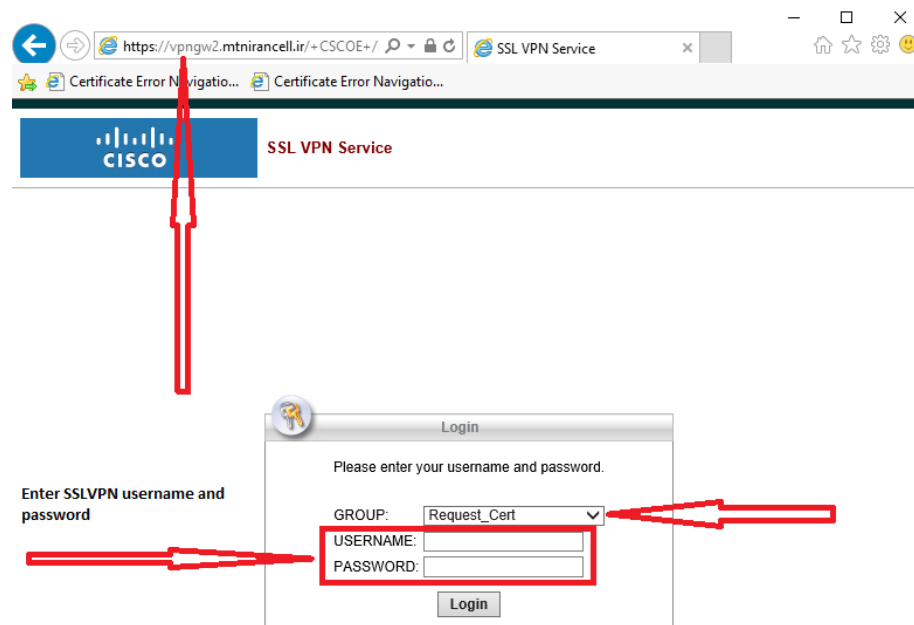 https://vpngw2.mtnirancell.ir/+CSCOE+/
SSL VPN Service
Certificate Error Navigatio...
Certificate Error Navigatio...
CISCO
SSL VPN Service
Login
Please enter your username and password.
Enter SSLVPN username and
password
GROUP: Request_Cert
USERNAME:
PASSWORD:
Login